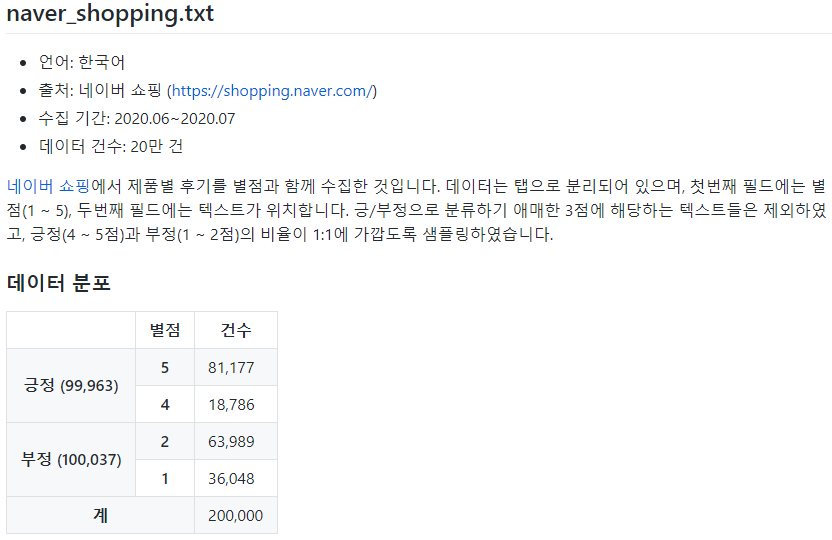 naver_shopping.txt
언어: 한국어
출처: 네이버 쇼핑 (https://shopping.naver.com/)
수집 기간: 2020.06~2020.07
데이터 건수: 20만 건
네이버 쇼핑에서 제품별 후기를 별점과 함께 수집한 것입니다. 데이터는 탭으로 분리되어 있으며, 첫번째 필드에는 별
점(1 ~ 5), 두번째 필드에는 텍스트가 위치합니다. 긍/부정으로 분류하기 애매한 3점에 해당하는 텍스트들은 제외하였
고, 긍정(4 ~ 5점)과 부정(1 ~ 2점)의 비율이 1:1에 가깝도록 샘플링하였습니다.
데이터 분포
별점 건수
긍정 (99,963) 5 81,177
4 18,786
부정 (100,037) 2 63,989
1 36,048
계 200,000